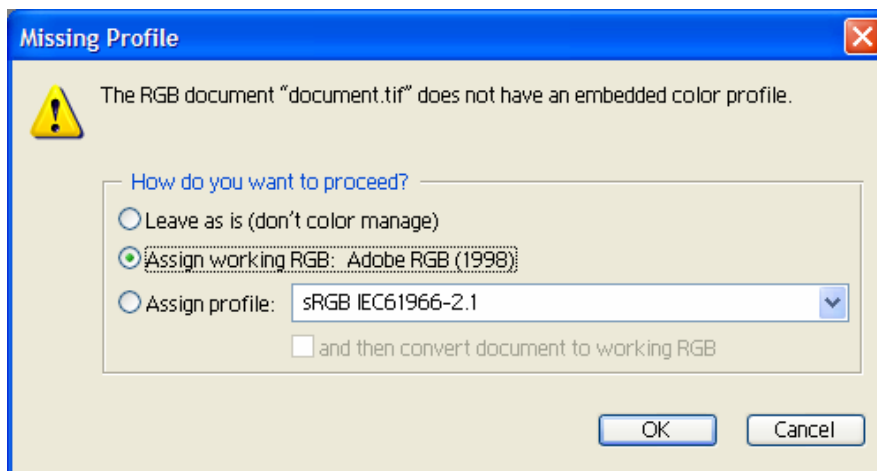 Missing Profile
The RGB document “document.tif” does not have an embedded color profile.
How do you want to proceed?
Leave as is (don't color manage)
Assign working RGB: Adobe RGB (1998)
Assign profile: sRGB IEC61966-2.1
and then convert document to working RGB
OK Cancel